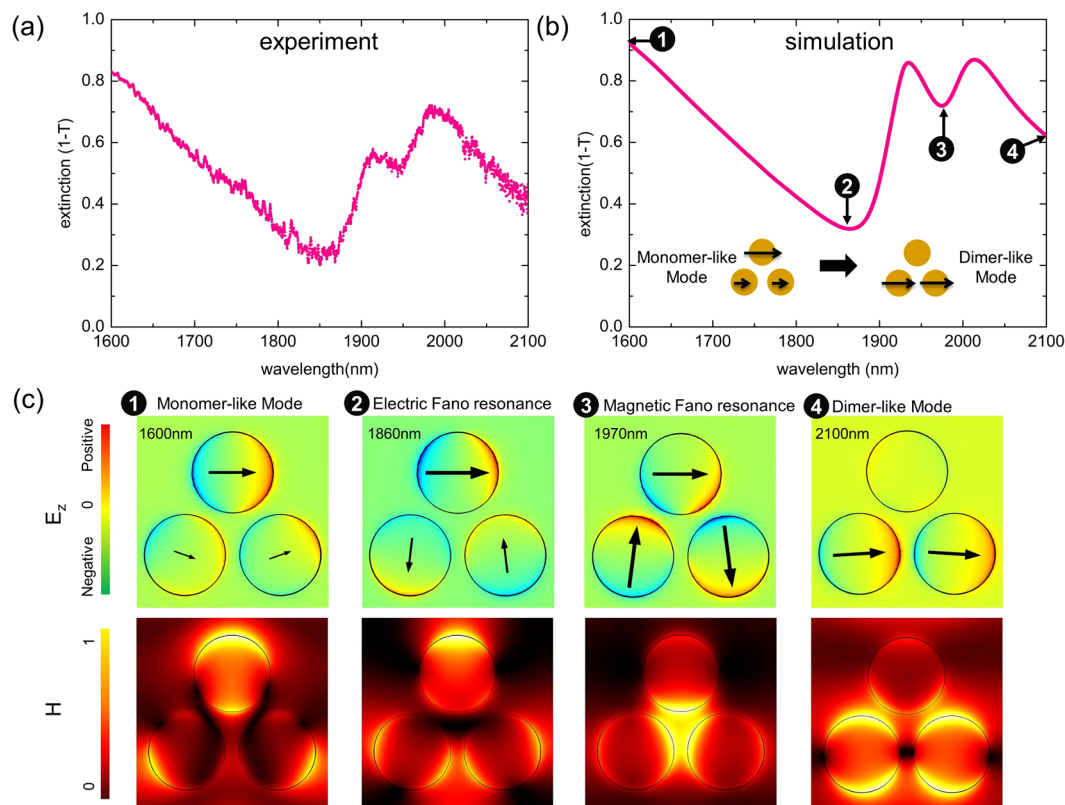 (a)
experiment
extinction (1-T)
1.0
0.8
0.6
0.4
0.2
0.0
1600
1700
1800
1900
2000
2100
wavelength(nm)
(b)
simulation
extinction(1-T)
1.0
0.8
0.6
0.4
0.2
0.0
1
2
3
4
Monomer-like
Mode
Dimer-like
Mode
1600
1700
1800
1900
2000
2100
wavelength(nm)
(c)
1 Monomer-like Mode
2 Electric Fano resonance
3 Magnetic Fano resonance
4 Dimer-like Mode
1600nm
1860nm
1970nm
2100nm
Ez
Negative 0 Positive
H
0 1